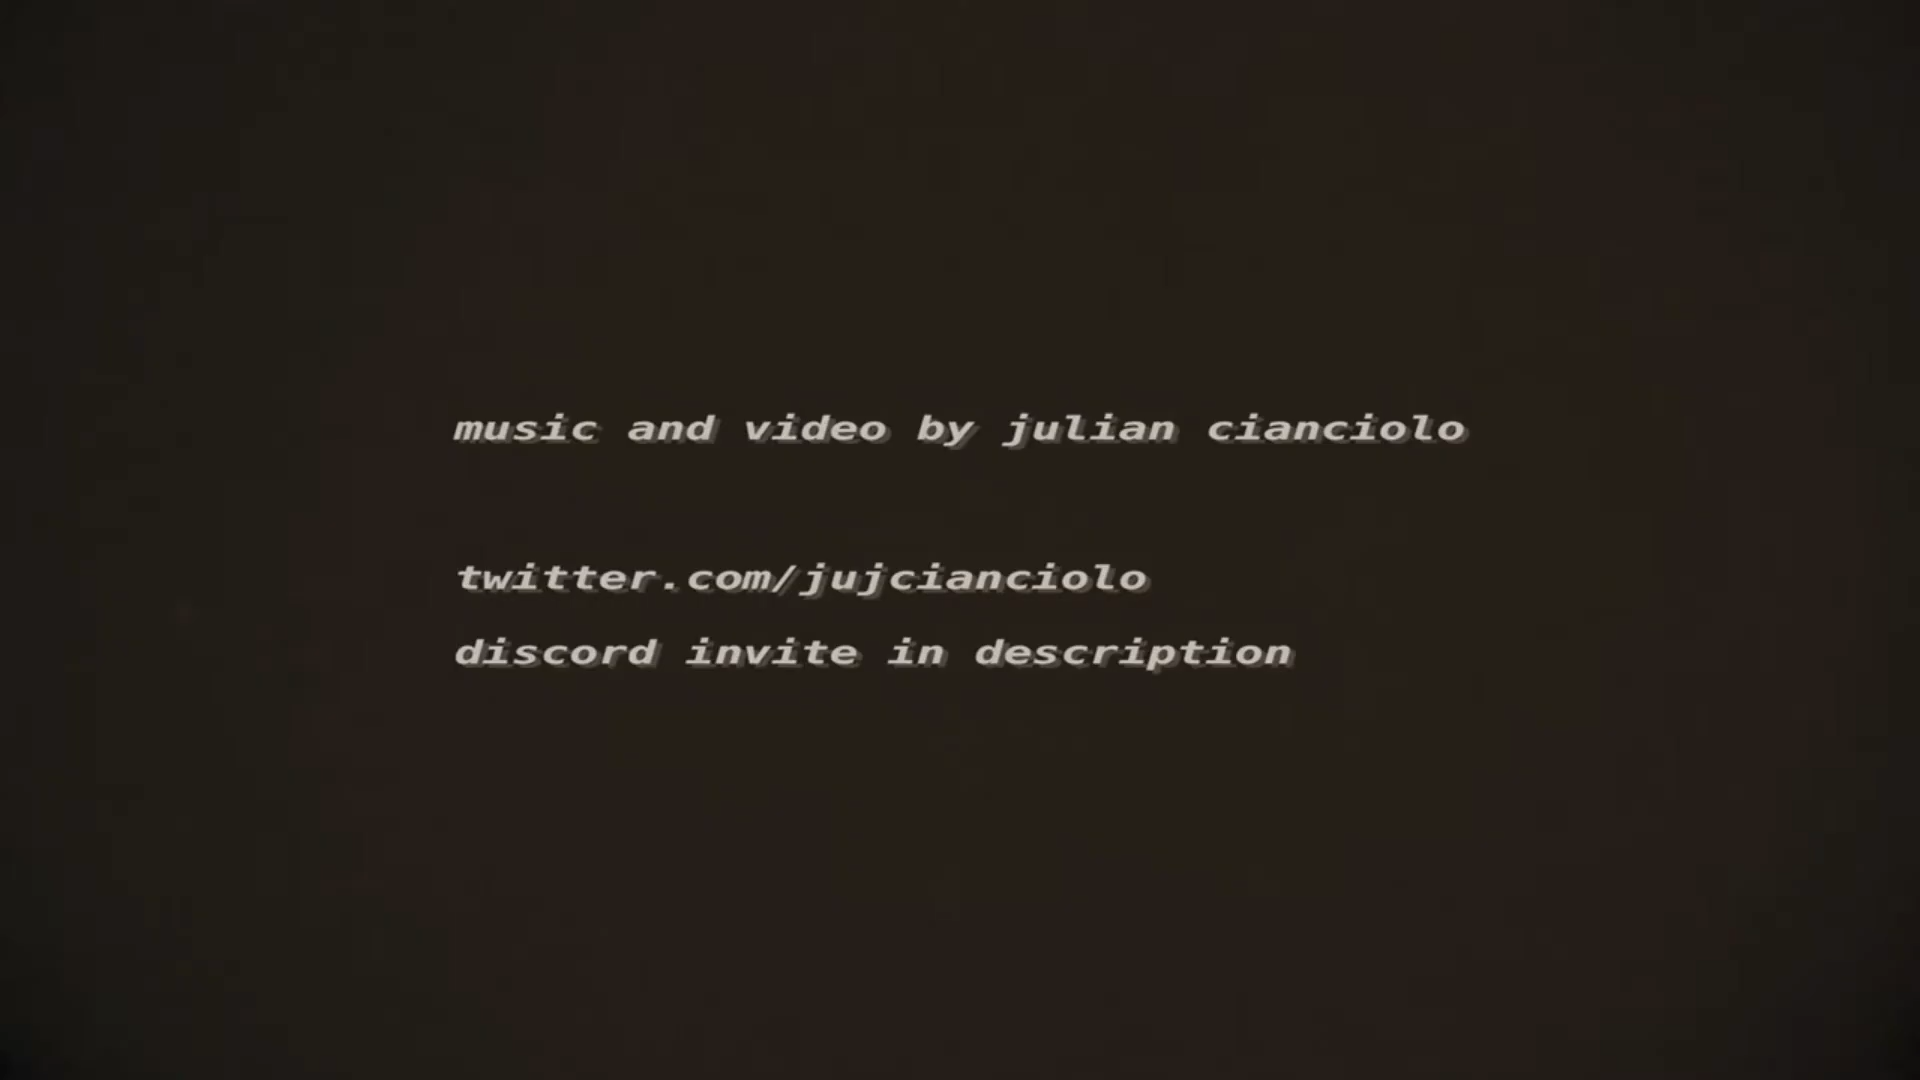 music and video by julian cianciolo
twitter.com/jujcianciolo
discord invite in description